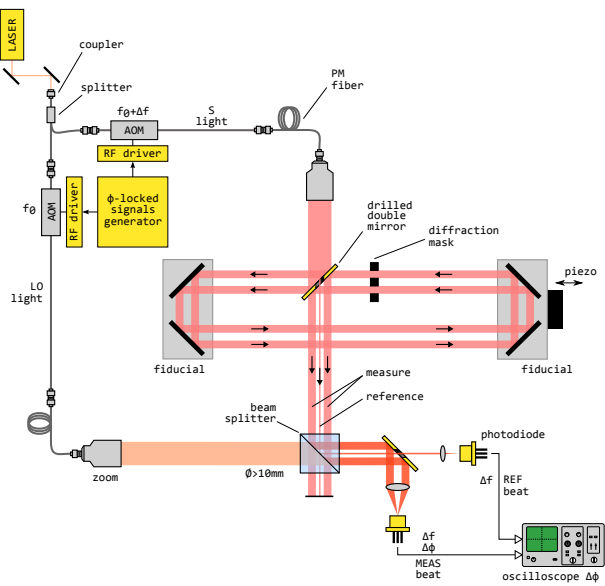 LASER
coupler
splitter
PM
fiber
f0+Δf
S
light
AOM
RF driver
f0
AOM
RF driver
ϕ-locked
signals
generator
drilled
double
mirror
diffraction
mask
piezo
LO
light
fiducial
fiducial
measure
reference
beam
splitter
photodiode
zoom
Ø>10mm
Δf
REF
beat
Δf
Δϕ
MEAS
beat
oscilloscope Δϕ